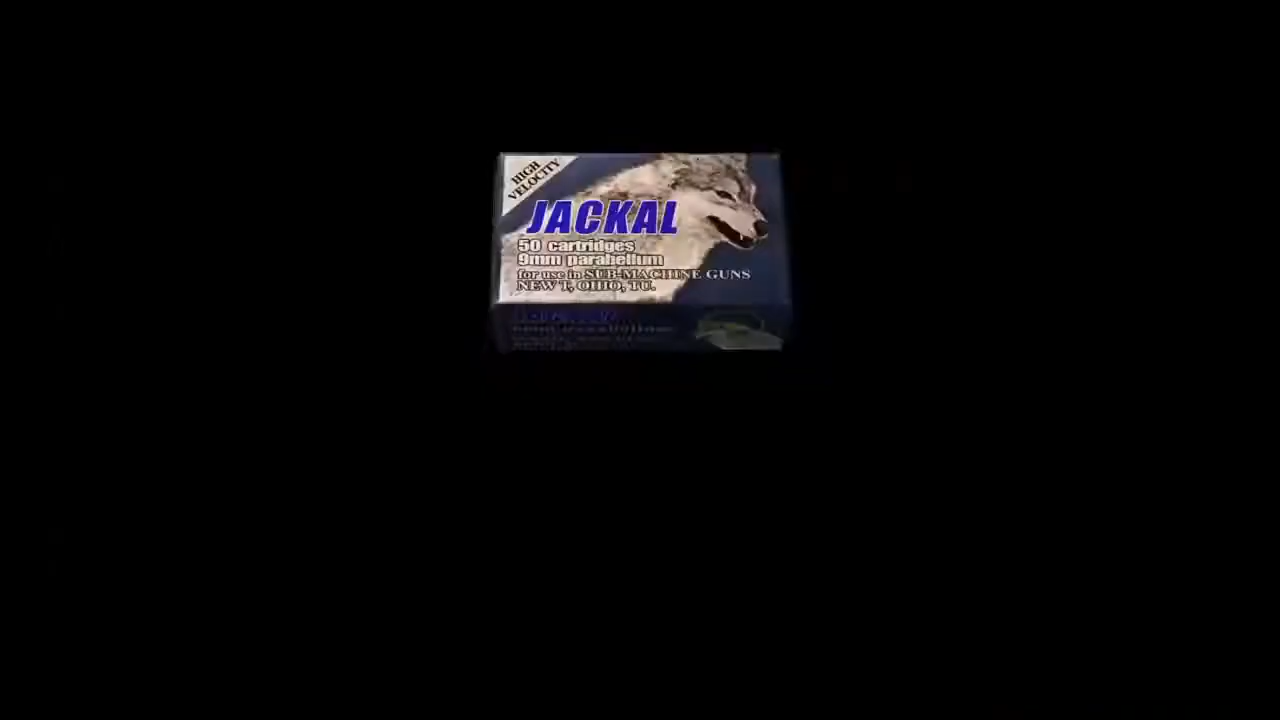 HIGH
VELOCITY
JACKAL
50 cartridges
9mm parabellum
for use in SUB-MACHINE GUNS
NEW T, OHIO, TU.